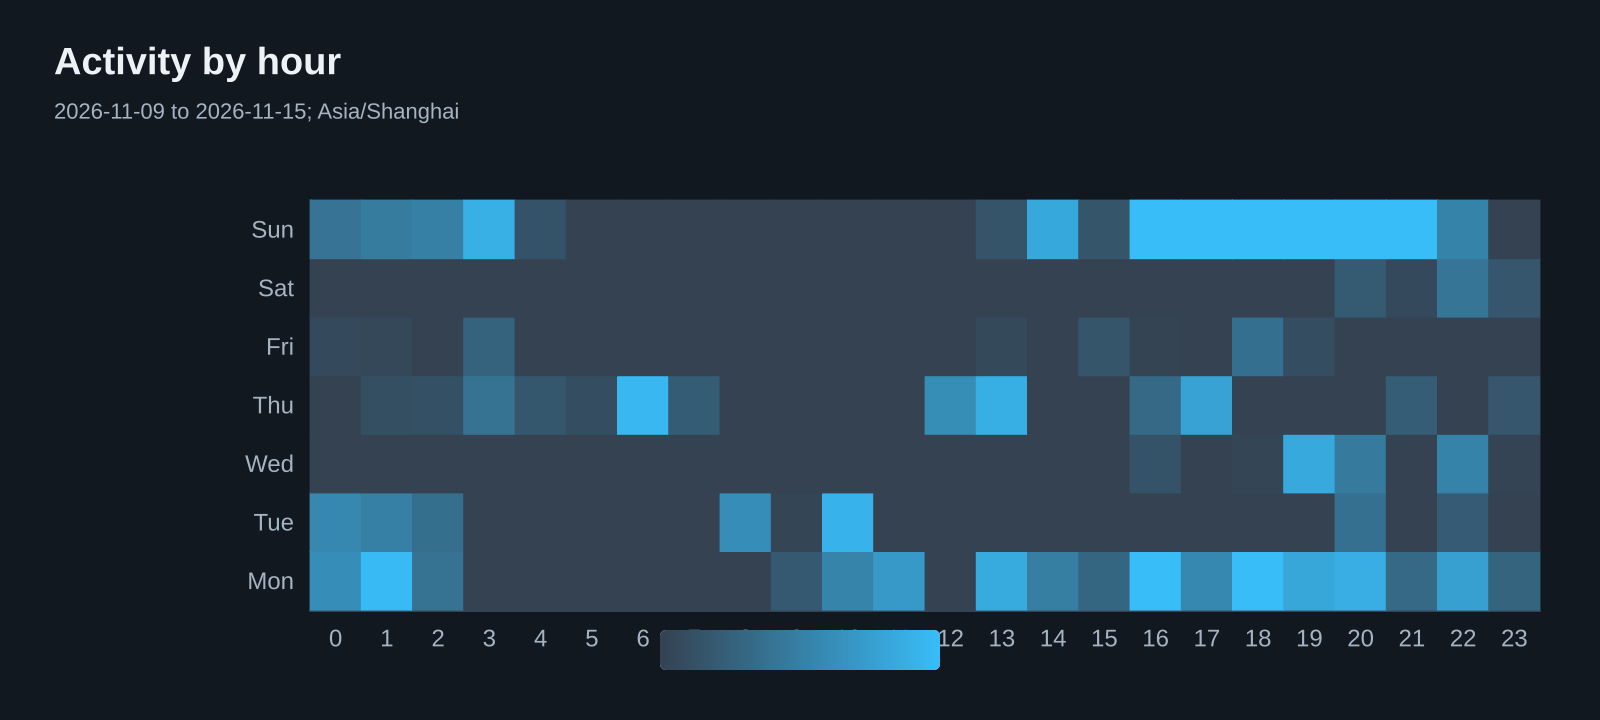 Activity by hour
2026-11-09 to 2026-11-15; Asia/Shanghai
Sun
Sat
Fri
Thu
Wed
Tue
Mon
0 1 2 3 4 5 6 12 13 14 15 16 17 18 19 20 21 22 23